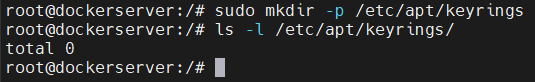 root@dockerserver:/# sudo mkdir -p /etc/apt/keyrings
root@dockerserver:/# ls -l /etc/apt/keyrings/
total 0
root@dockerserver:/#